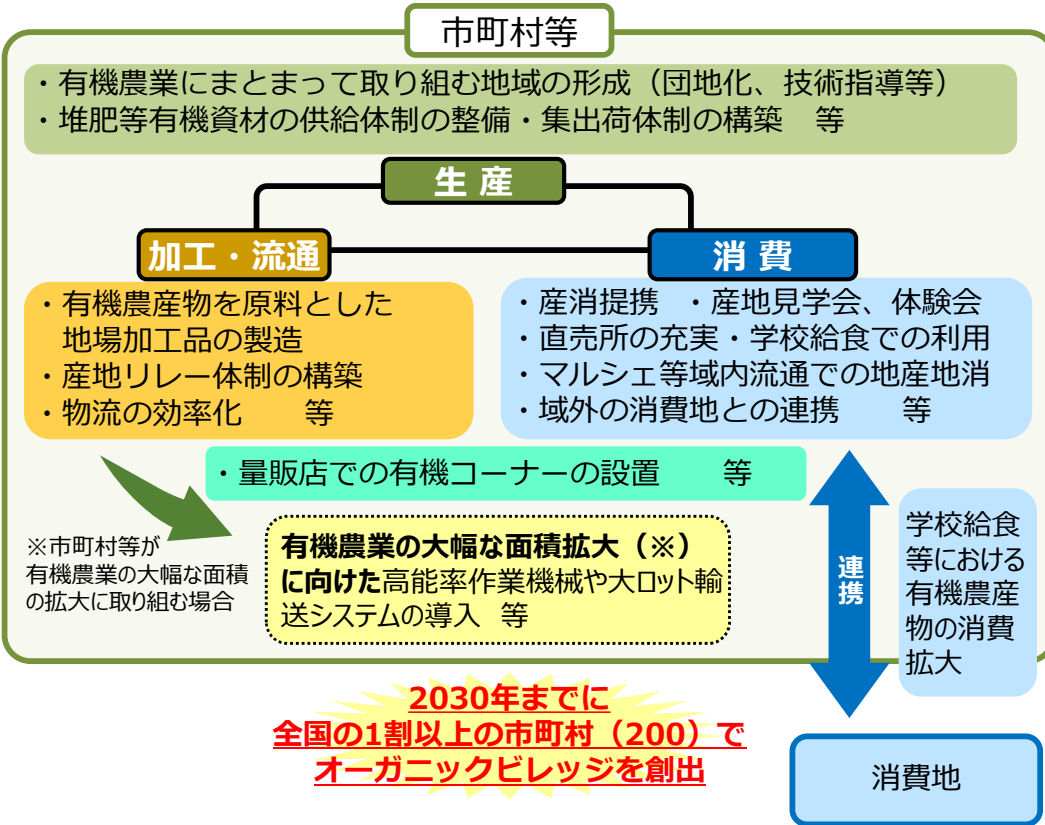 市町村等
・有機農業にまとまって取り組む地域の形成（団地化、技術指導等）
・堆肥等有機資材の供給体制の整備・集出荷体制の構築　等
生 産
加工・流通
消 費
・有機農産物を原料とした
地場加工品の製造
・産地リレー体制の構築
・物流の効率化　　等
・産消提携　・産地見学会、体験会
・直売所の充実・学校給食での利用
・マルシェ等域内流通での地産地消
・域外の消費地との連携　　等
・量販店での有機コーナーの設置　　等
※市町村等が
有機農業の大幅な面積
の拡大に取り組む場合
有機農業の大幅な面積拡大（※）
に向けた高能率作業機械や大ロット輸
送システムの導入　等
連携
学校給食
等における
有機農産
物の消費
拡大
2030年までに
全国の1割以上の市町村（200）で
オーガニックビレッジを創出
消費地